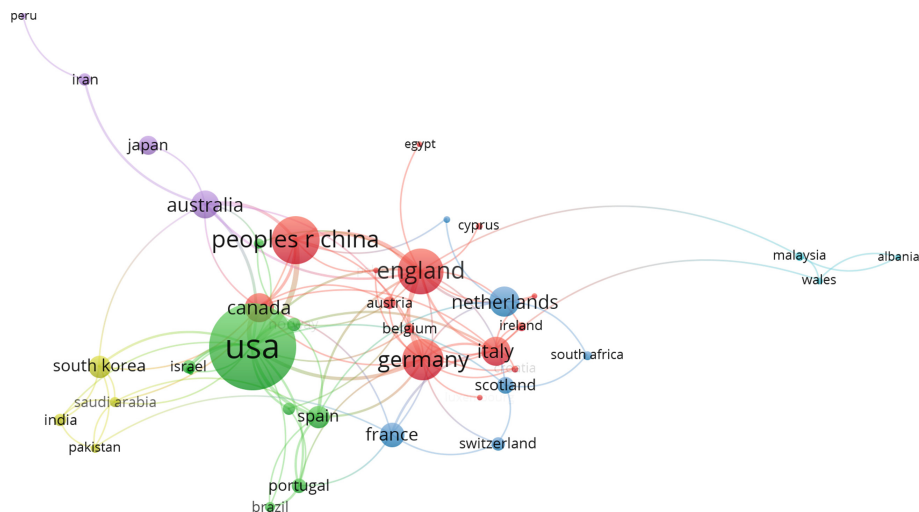 peru
iran
japan
egypt
australia
cyprus
peoples r china
malaysia
albania
england
wales
austria
netherlands
canada
belgium
ireland
usa
germany
italy
south africa
south korea
israel
scotland
saudi arabia
india
spain
france
switzerland
pakistan
portugal
brazil